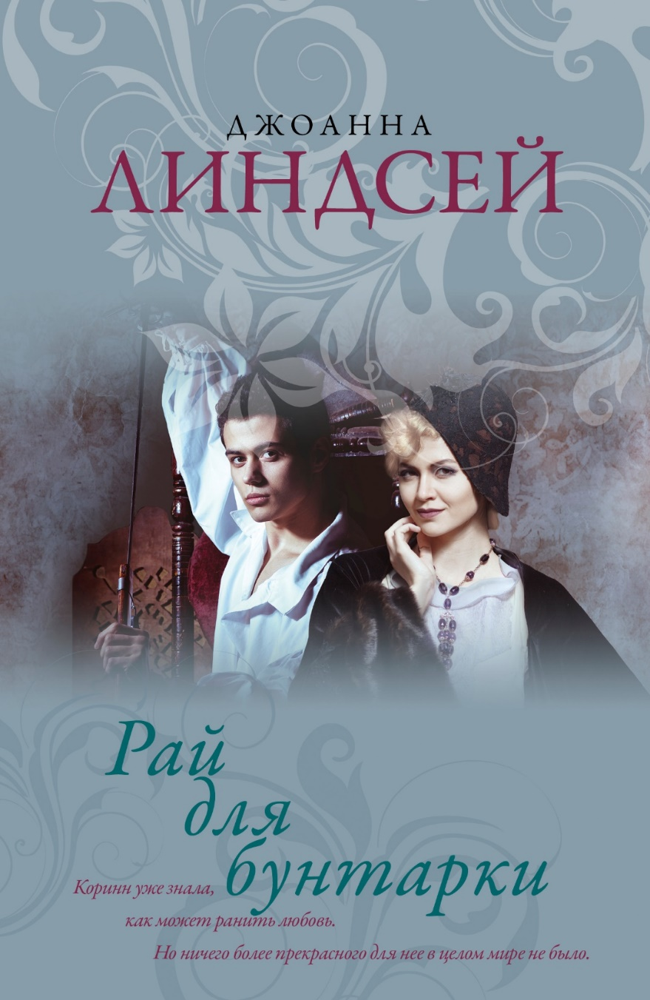 ДЖОАННА
ЛИНДСЕЙ
Рай
для
бунтарки
Коринн уже знала,
как может ранить любовь.
Но ничего более прекрасного для нее в целом мире не было.